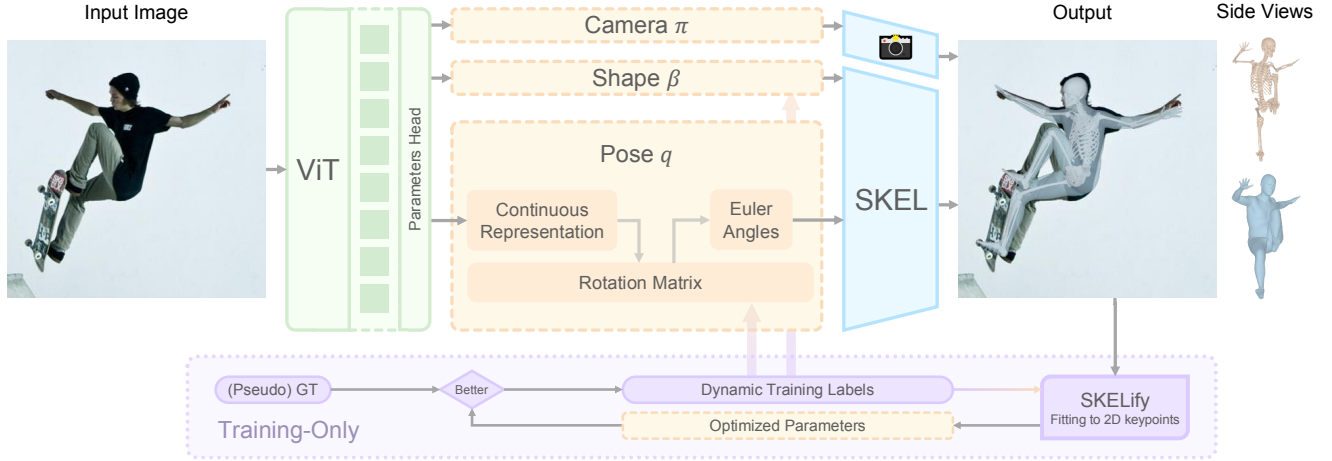 Input Image
Output
Side Views
ViT
Parameters Head
Camera π
Shape β
Pose q
Continuous
Representation
Euler
Angles
Rotation Matrix
SKEL
(Pseudo) GT
Better
Dynamic Training Labels
SKELify
Fitting to 2D keypoints
Optimized Parameters
Training-Only